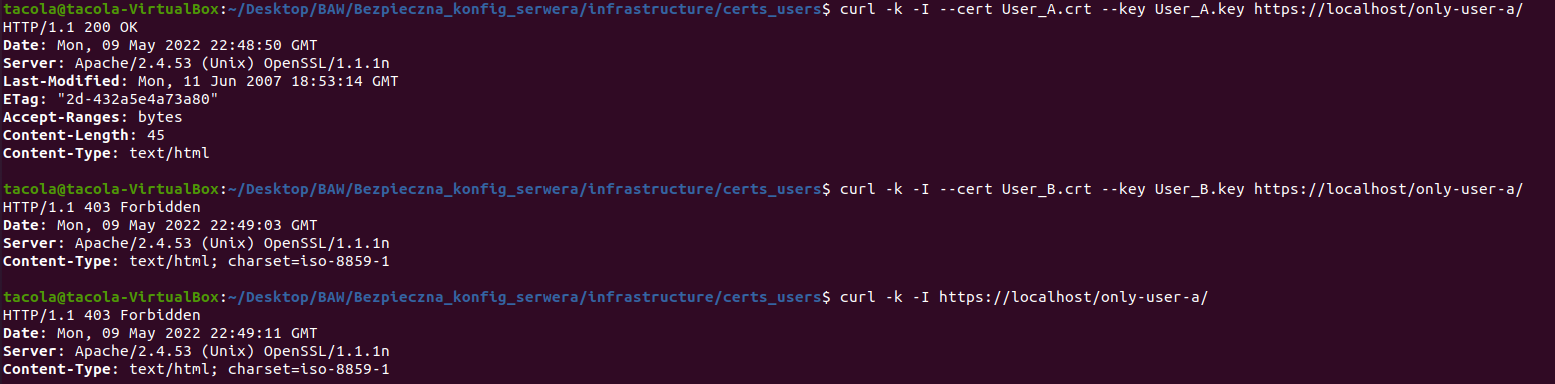 tacola@tacola-VirtualBox:~/Desktop/BAW/Bezpieczna_konfig_serwera/infrastructure/certs_users$ curl -k -I --cert User_A.crt --key User_A.key https://localhost/only-user-a/
HTTP/1.1 200 OK
Date: Mon, 09 May 2022 22:48:50 GMT
Server: Apache/2.4.53 (Unix) OpenSSL/1.1.1n
Last-Modified: Mon, 11 Jun 2007 18:53:14 GMT
ETag: "2d-432a5e4a73a80"
Accept-Ranges: bytes
Content-Length: 45
Content-Type: text/html
tacola@tacola-VirtualBox:~/Desktop/BAW/Bezpieczna_konfig_serwera/infrastructure/certs_users$ curl -k -I --cert User_B.crt --key User_B.key https://localhost/only-user-a/
HTTP/1.1 403 Forbidden
Date: Mon, 09 May 2022 22:49:03 GMT
Server: Apache/2.4.53 (Unix) OpenSSL/1.1.1n
Content-Type: text/html; charset=iso-8859-1
tacola@tacola-VirtualBox:~/Desktop/BAW/Bezpieczna_konfig_serwera/infrastructure/certs_users$ curl -k -I https://localhost/only-user-a/
HTTP/1.1 403 Forbidden
Date: Mon, 09 May 2022 22:49:11 GMT
Server: Apache/2.4.53 (Unix) OpenSSL/1.1.1n
Content-Type: text/html; charset=iso-8859-1